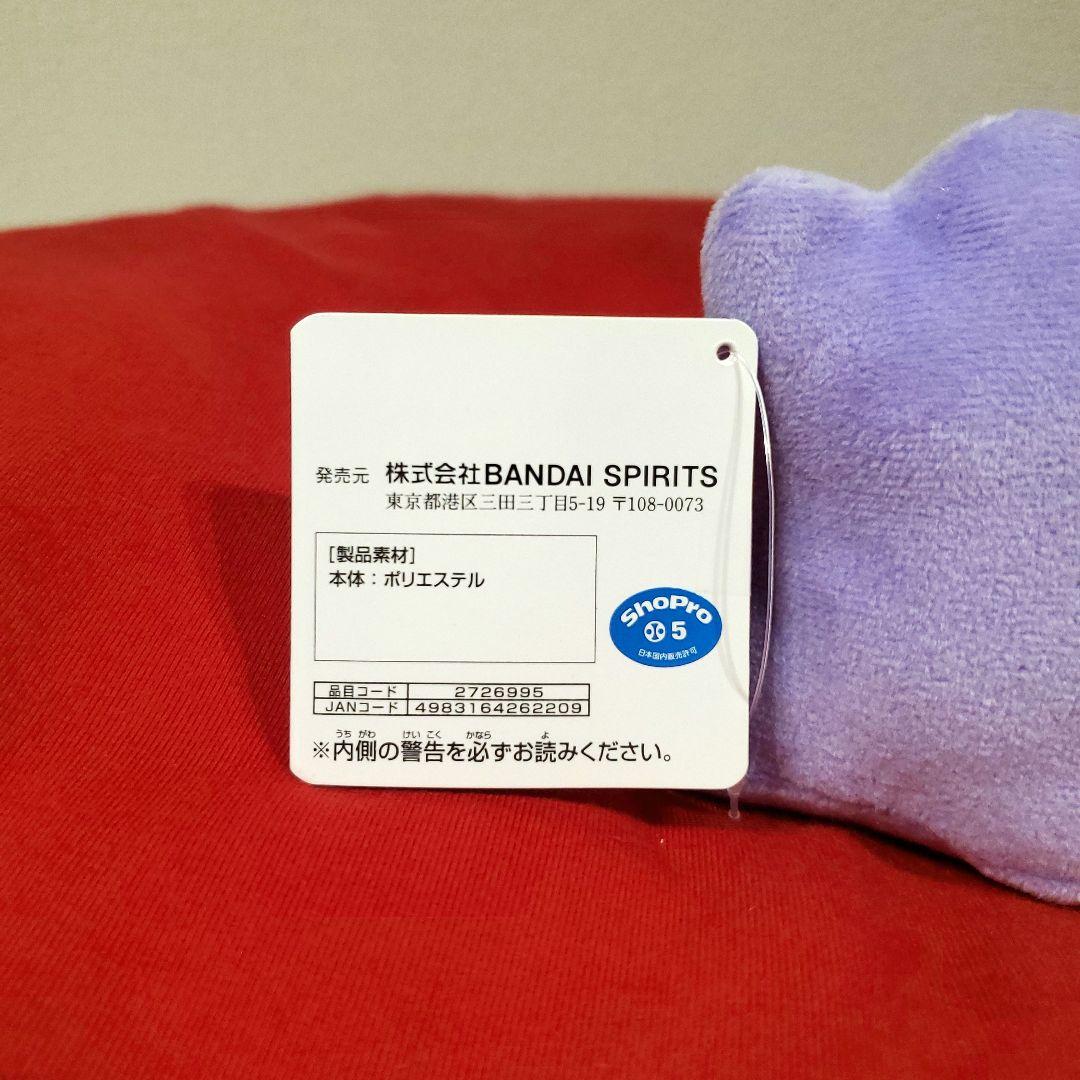 発売元 株式会社BANDAI SPIRITS
東京都港区三田三丁目5-19 〒108-0073
[製品素材]
本体：ポリエステル
ShoPro
5
日本国内販売許可
品目コード 2726995
JANコード 4983164262209
うち がわ けい こく かなら よ
※内側の警告を必ずお読みください。